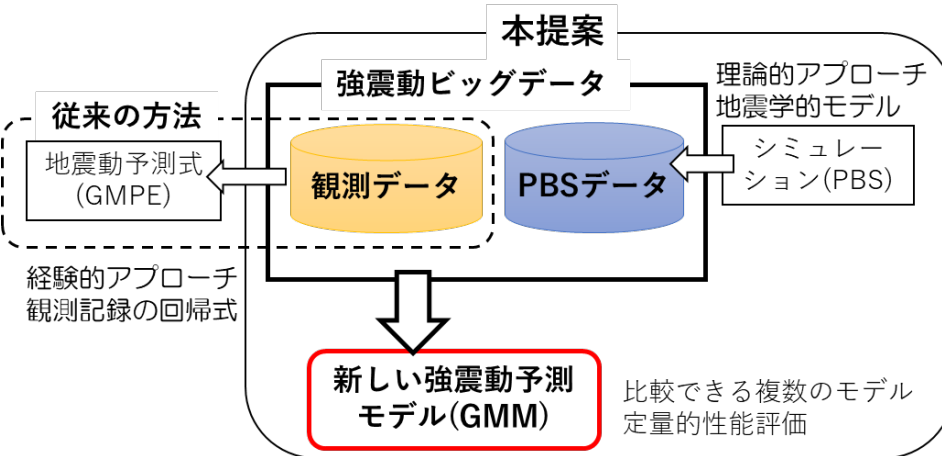 本提案
強震動ビッグデータ
理論的アプローチ
地震学的モデル
従来の方法
地震動予測式
(GMPE)
観測データ
PBSデータ
シミュレー
ション(PBS)
経験的アプローチ
観測記録の回帰式
新しい強震動予測
モデル(GMM)
比較できる複数のモデル
定量的性能評価